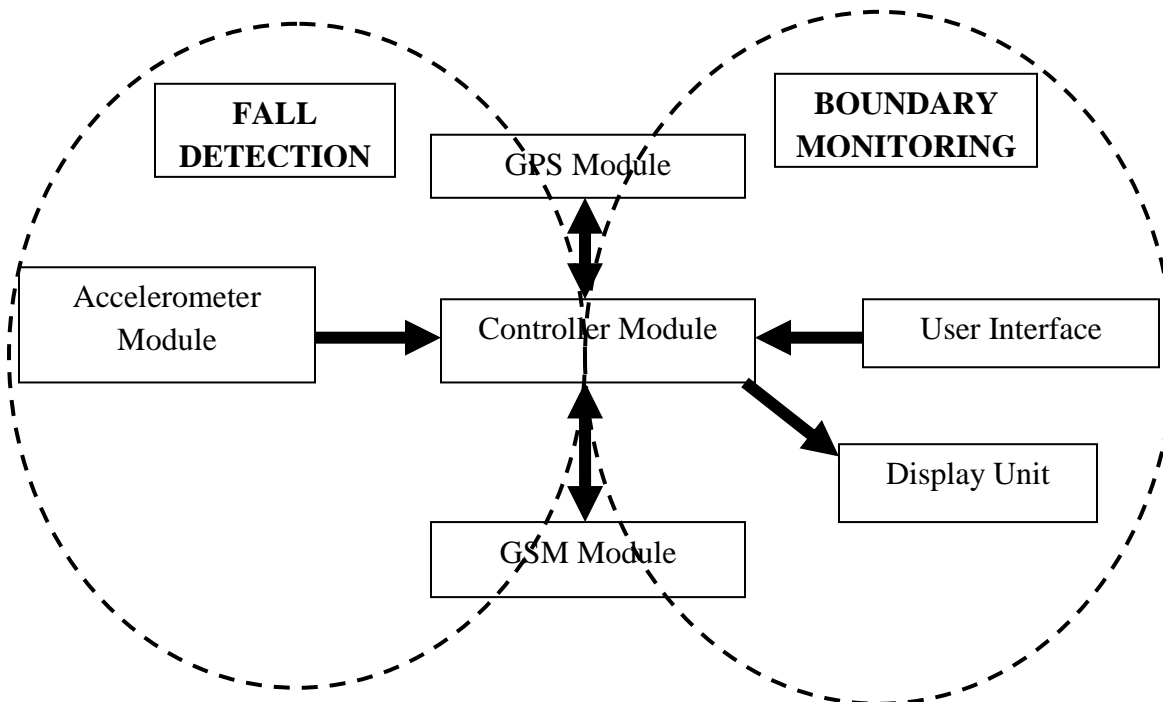 FALL
DETECTION
BOUNDARY
MONITORING
GPS Module
Accelerometer
Module
Controller Module
User Interface
Display Unit
GSM Module